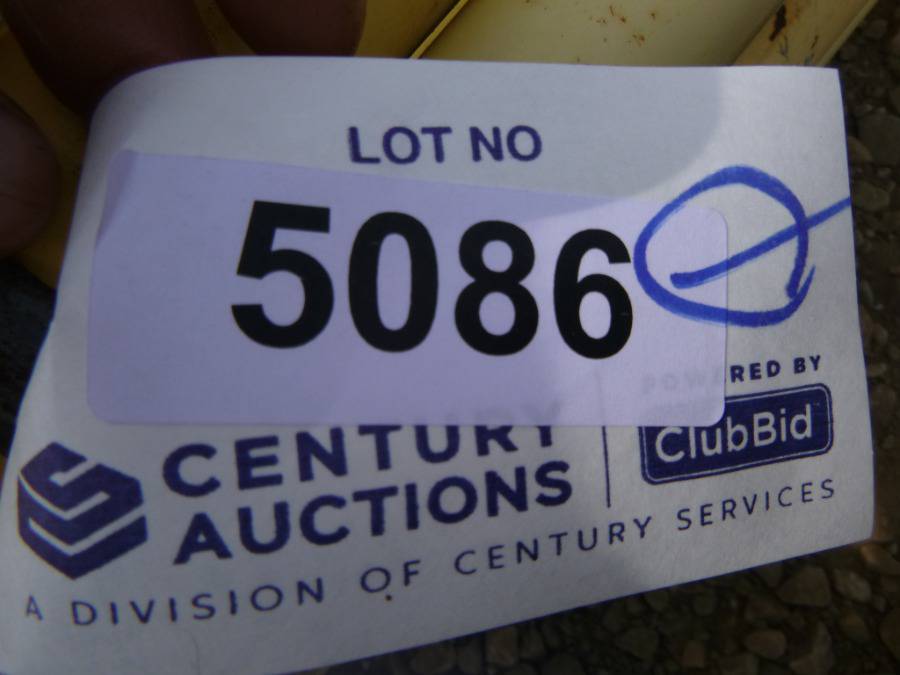 LOT NO
5086
POWERED BY
ClubBid
CENTURY
AUCTIONS
A DIVISION OF CENTURY SERVICES